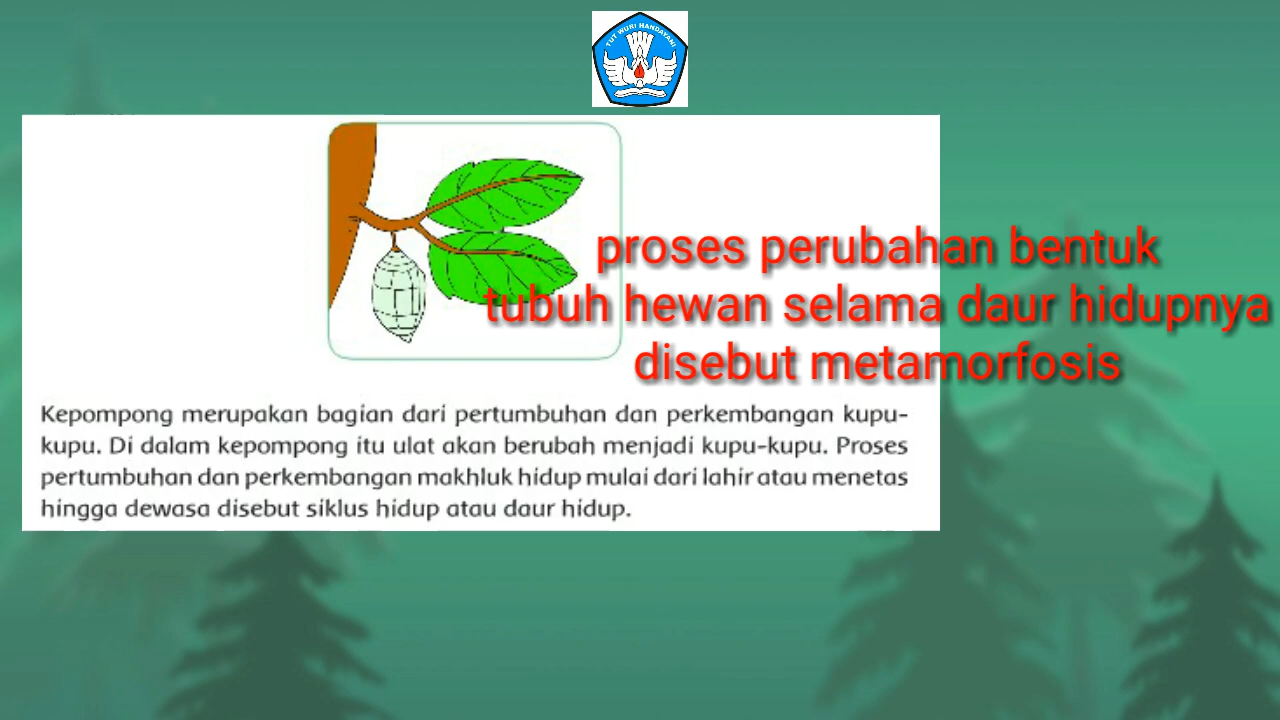 TUT WURI HANDAYANI
proses perubahan bentuk
tubuh hewan selama daur hidupnya
disebut metamorfosis
Kepompong merupakan bagian dari pertumbuhan dan perkembangan kupu-
kupu. Di dalam kepompong itu ulat akan berubah menjadi kupu-kupu. Proses
pertumbuhan dan perkembangan makhluk hidup mulai dari lahir atau menetas
hingga dewasa disebut siklus hidup atau daur hidup.